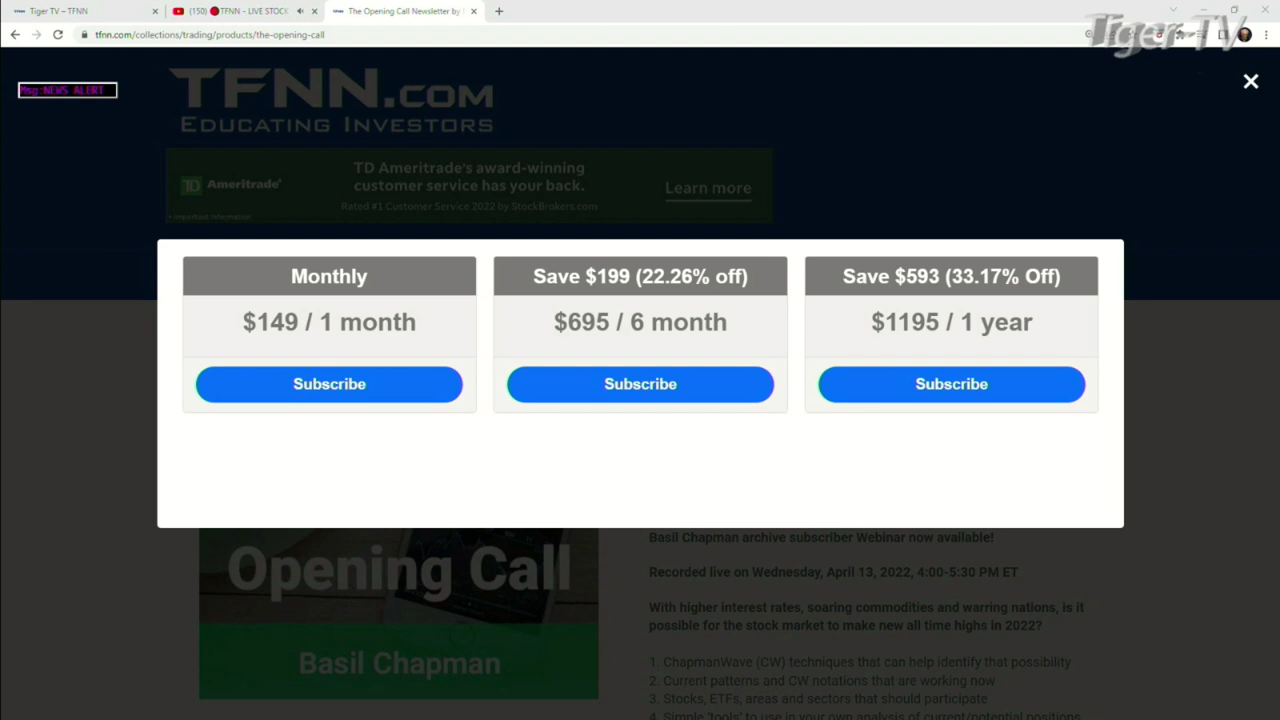 Tiger TV – TFNN
(150) 🔴TFNN – LIVE STOCK
The Opening Call Newsletter by
tfnn.com/collections/trading/products/the-opening-call
Tiger TV
Msg:NEWS ALERT
TFNN.COM
EDUCATING INVESTORS
TD Ameritrade
TD Ameritrade's award-winning
customer service has your back.
Rated #1 Customer Service 2022 by StockBrokers.com
Learn more
+ Important Information
Monthly
$149 / 1 month
Subscribe
Save $199 (22.26% off)
$695 / 6 month
Subscribe
Save $593 (33.17% Off)
$1195 / 1 year
Subscribe
Opening Call
Basil Chapman
Basil Chapman archive subscriber Webinar now available!
Recorded live on Wednesday, April 13, 2022, 4:00-5:30 PM ET
With higher interest rates, soaring commodities and warring nations, is it
possible for the stock market to make new all time highs in 2022?
1. ChapmanWave (CW) techniques that can help identify that possibility
2. Current patterns and CW notations that are working now
3. Stocks, ETFs, areas and sectors that should participate
4. Simple 'tools' to use in your own analysis of current/potential positions